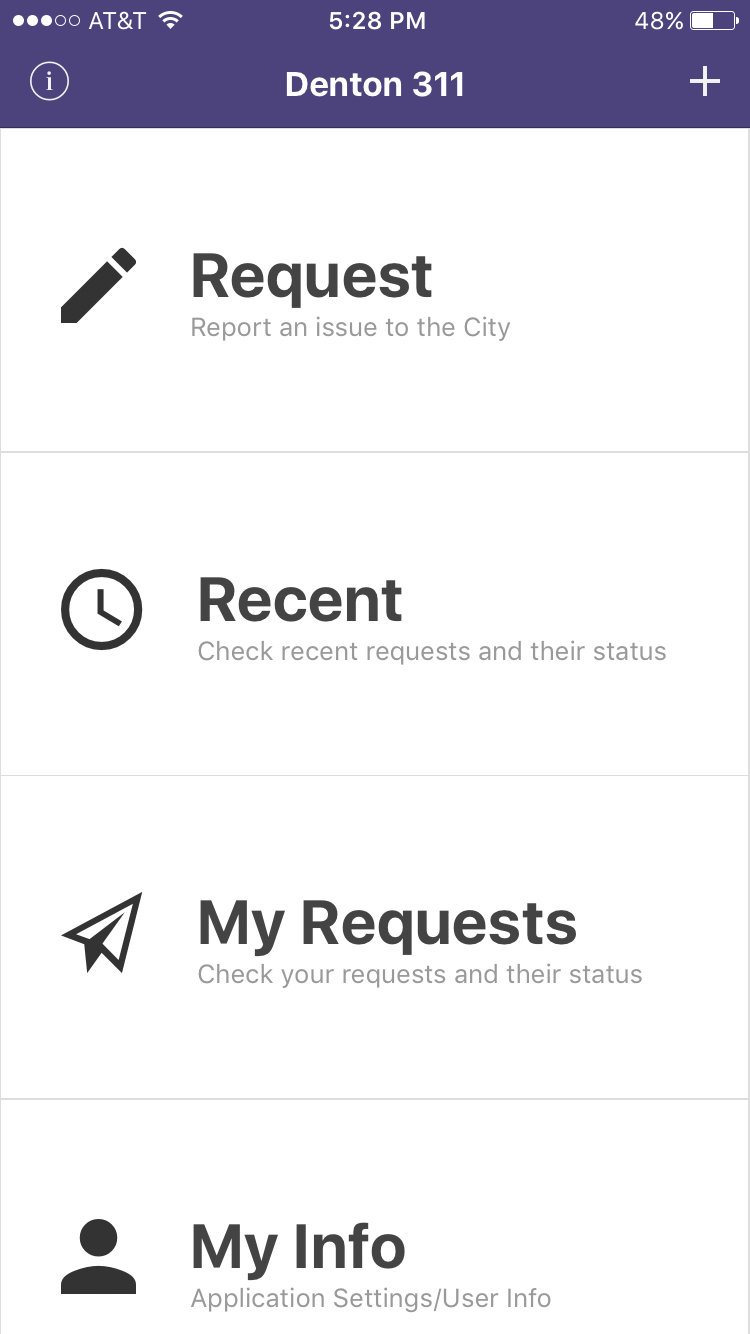 AT&T 5:28 PM 48%
i Denton 311 +
Request
Report an issue to the City
Recent
Check recent requests and their status
My Requests
Check your requests and their status
My Info
Application Settings/User Info